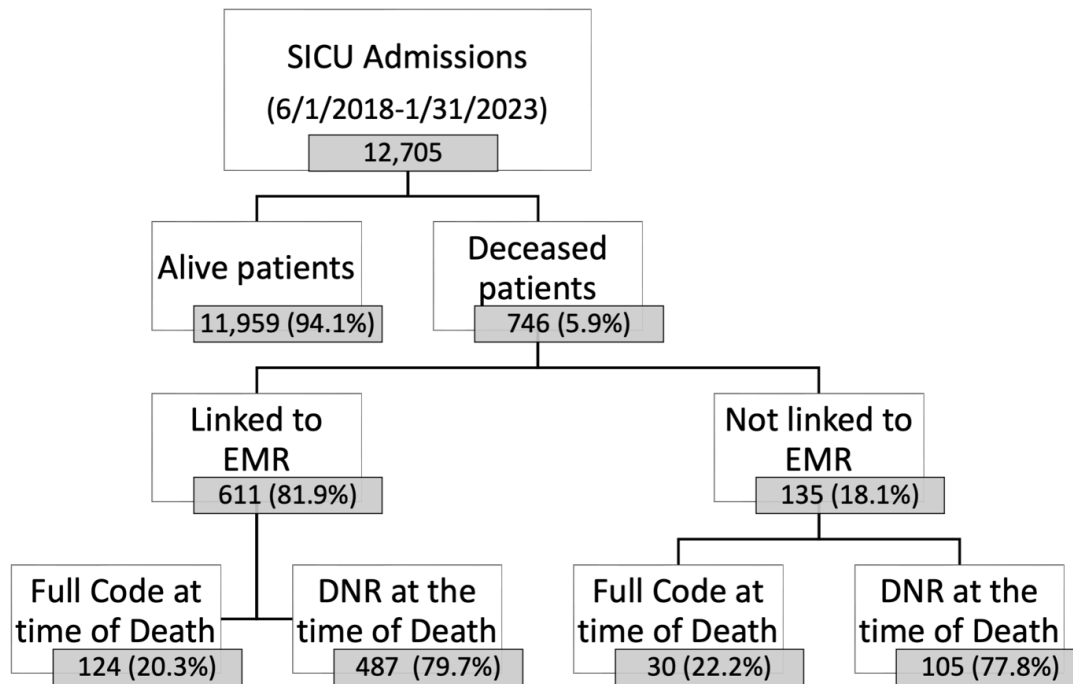 SICU Admissions
(6/1/2018-1/31/2023)
12,705
Alive patients
11,959 (94.1%)
Deceased
patients
746 (5.9%)
Linked to
EMR
611 (81.9%)
Not linked to
EMR
135 (18.1%)
Full Code at
time of Death
124 (20.3%)
DNR at the
time of Death
487 (79.7%)
Full Code at
time of Death
30 (22.2%)
DNR at the
time of Death
105 (77.8%)